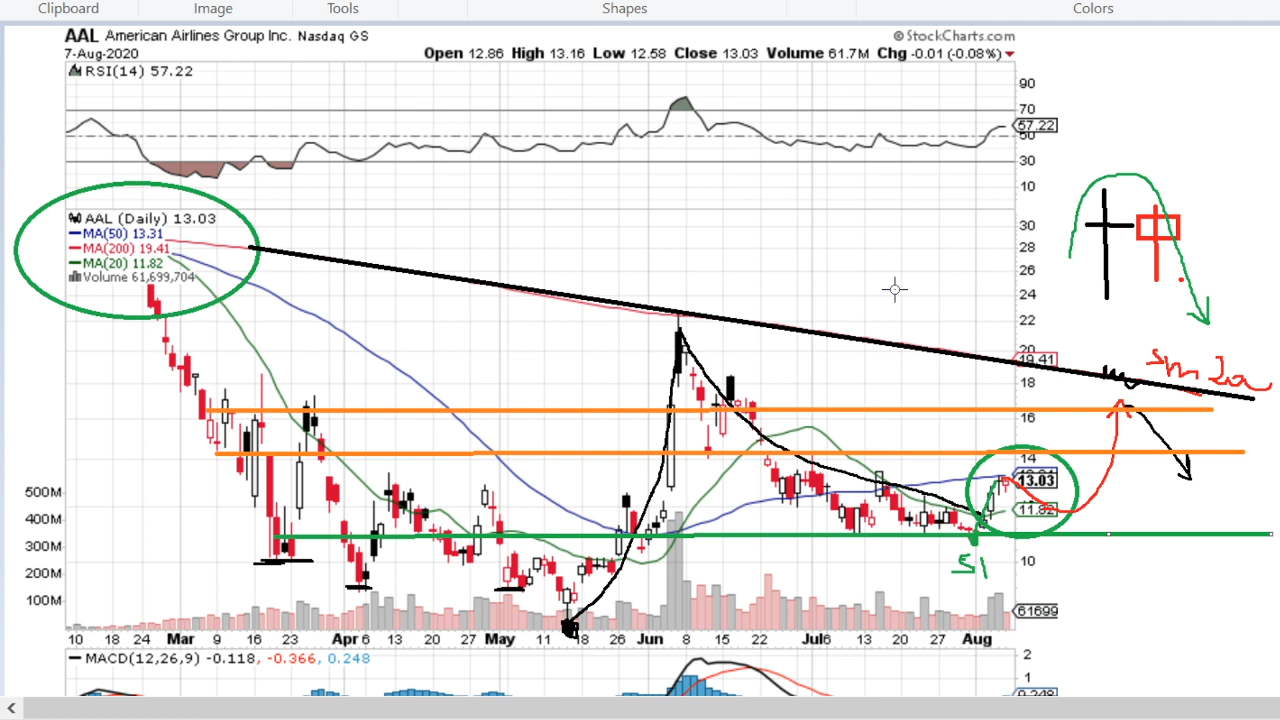 Clipboard Image Tools Shapes Colors
AAL American Airlines Group Inc. Nasdaq GS
©StockCharts.com
7-Aug-2020
Open 12.86 High 13.16 Low 12.58 Close 13.03 Volume 61.7M Chg -0.01 (-0.08%)
RSI(14) 57.22
90
70
57.22
50
30
10
AAL (Daily) 13.03
MA(50) 13.31
MA(200) 19.41
MA(20) 11.82
Volume 61,699,704
30
28
26
24
22
20
19.41
18
16
14
13.03
11.82
10
500M
400M
300M
200M
100M
61699
S1
10 18 24 Mar 9 16 23 Apr 6 13 20 27 May 11 18 26 Jun 8 15 22 Jul 6 13 20 27 Aug
MACD(12,26,9) -0.118, -0.366, 0.248
2
1
0.248